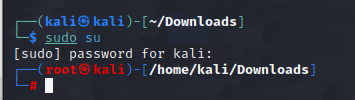 ┌──(kali㉿kali)-[~/Downloads]
└─$ sudo su
[sudo] password for kali:
┌──(root㉿kali)-[/home/kali/Downloads]
└─#